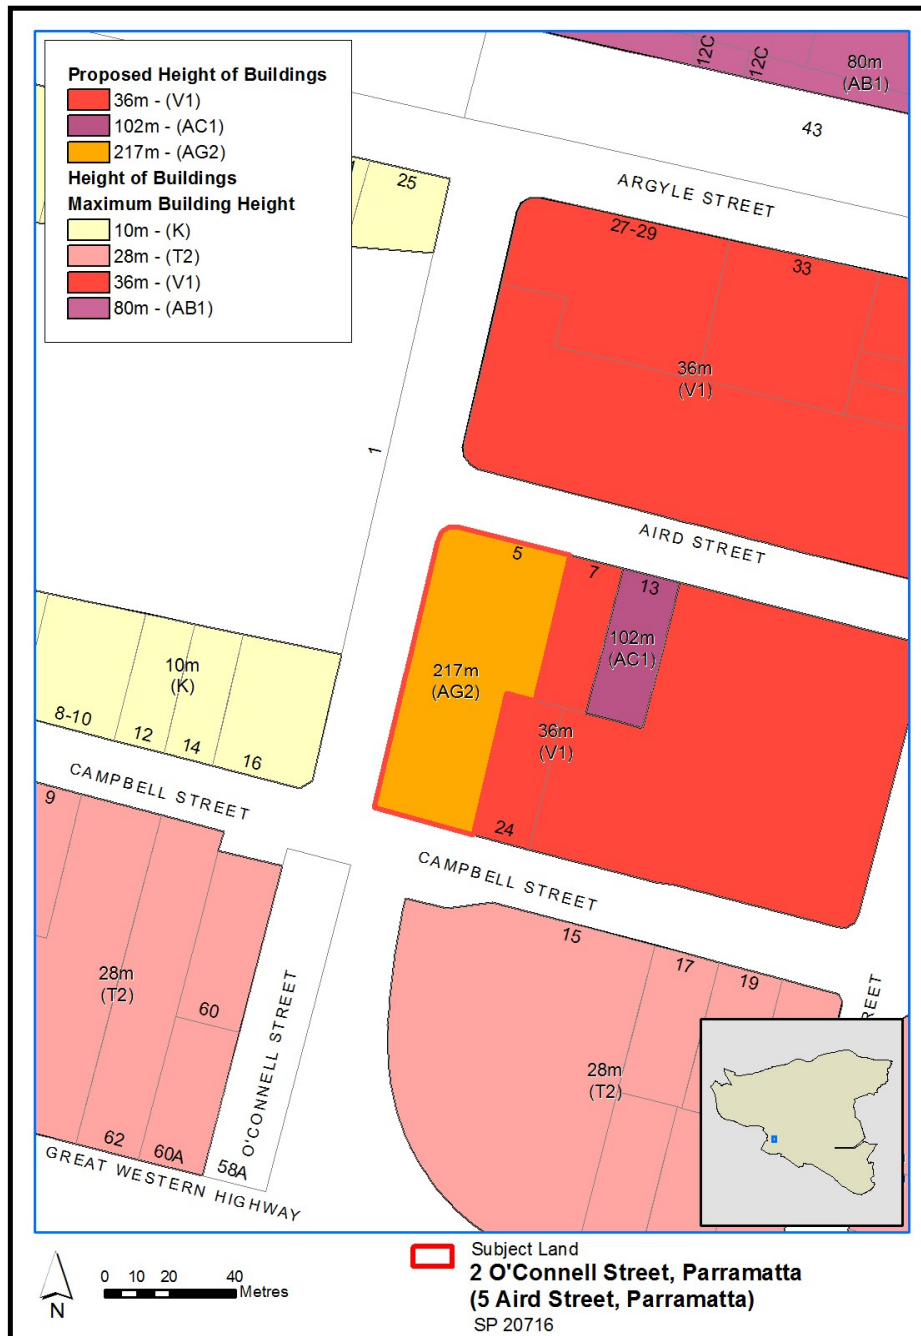 Proposed Height of Buildings
36m - (V1)
102m - (AC1)
217m - (AG2)
Height of Buildings
Maximum Building Height
10m - (K)
28m - (T2)
36m - (V1)
80m - (AB1)
12C
12C
80m
(AB1)
43
25
ARGYLE STREET
27-29
33
36m
(V1)
1
AIRD STREET
5
7
13
102m
(AC1)
217m
(AG2)
36m
(V1)
24
10m
(K)
8-10
12
14
16
CAMPBELL STREET
CAMPBELL STREET
9
28m
(T2)
60
62
60A
58A
O'CONNELL STREET
GREAT WESTERN HIGHWAY
15
17
19
28m
(T2)
REET
N
0 10 20 40
Metres
Subject Land
2 O'Connell Street, Parramatta
(5 Aird Street, Parramatta)
SP 20716